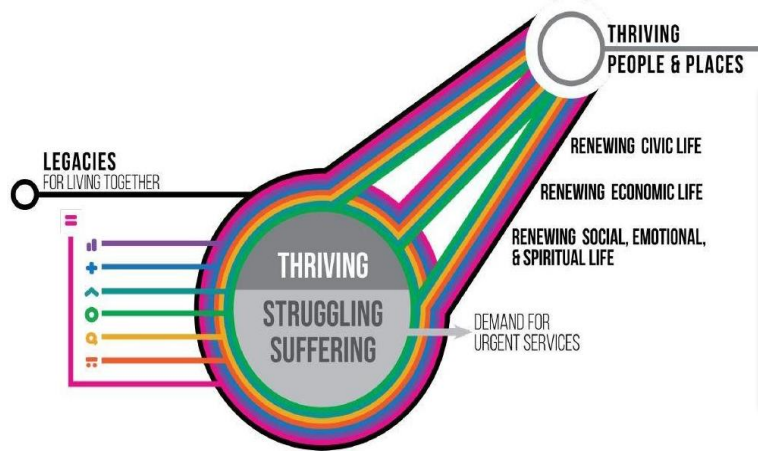 THRIVING
PEOPLE & PLACES
LEGACIES
FOR LIVING TOGETHER
RENEWING CIVIC LIFE
RENEWING ECONOMIC LIFE
RENEWING SOCIAL, EMOTIONAL,
& SPIRITUAL LIFE
THRIVING
STRUGGLING
SUFFERING
DEMAND FOR
URGENT SERVICES